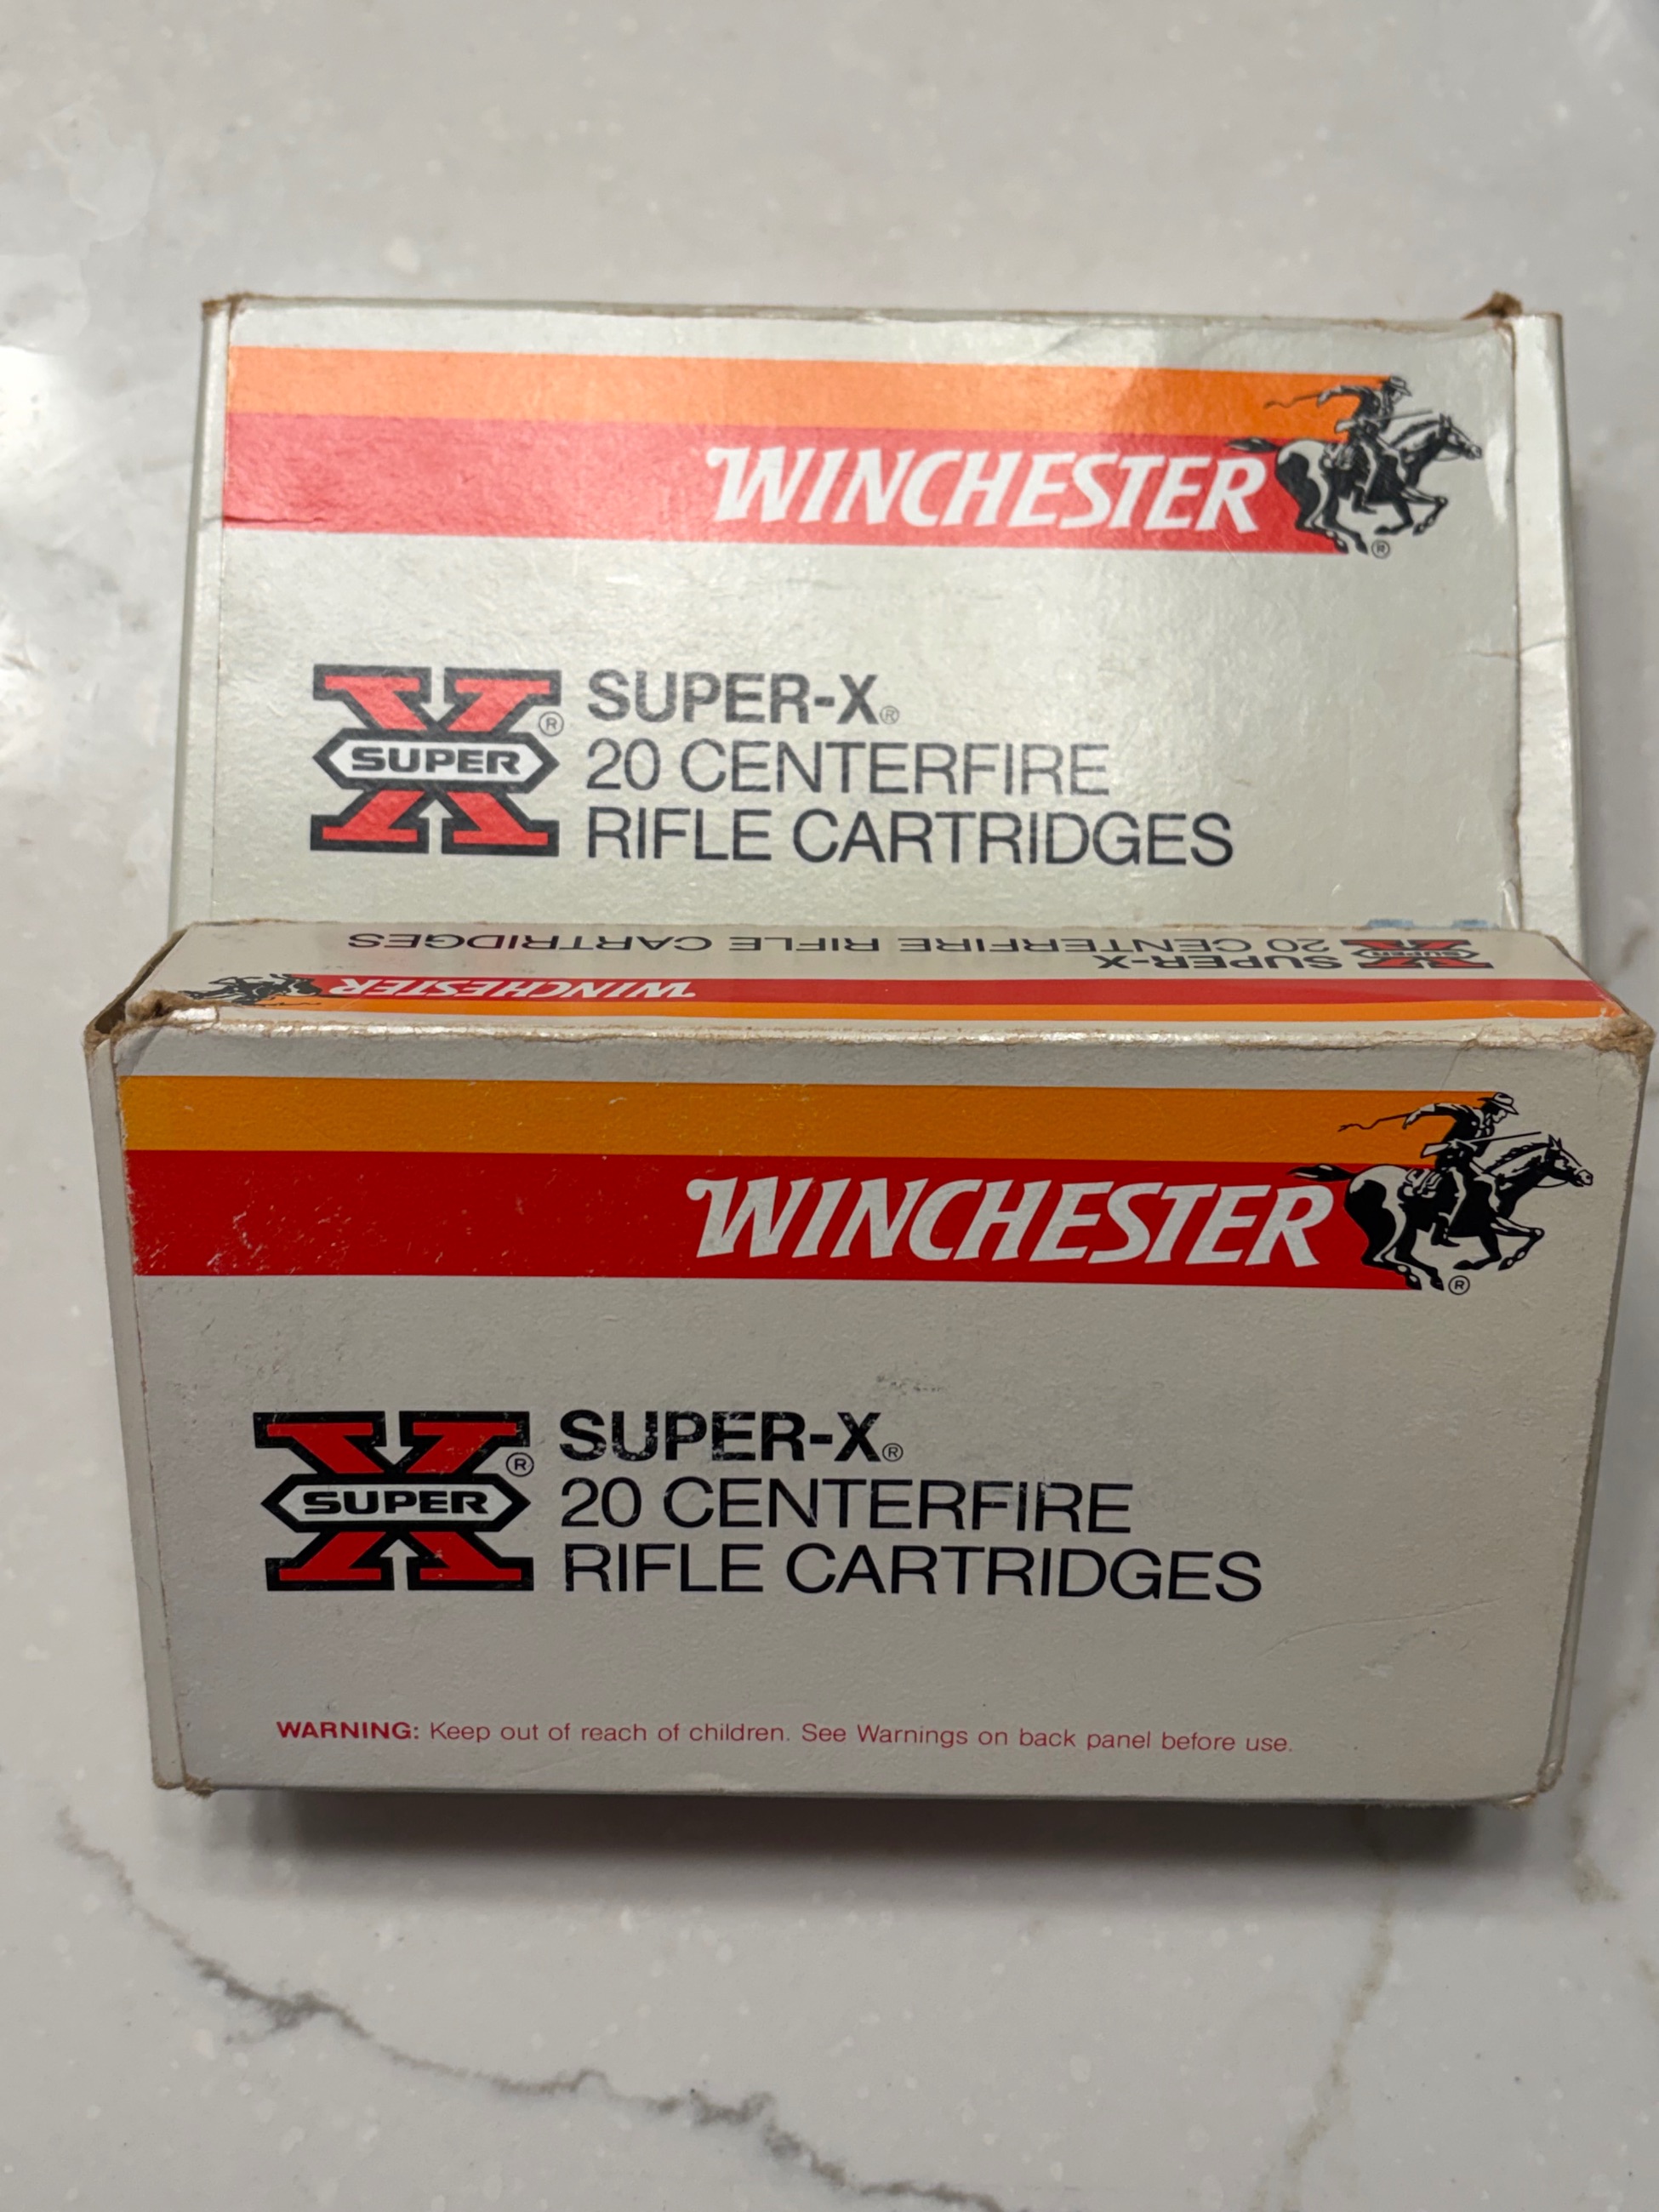 WINCHESTER
®
SUPER
®
SUPER-X®
20 CENTERFIRE
RIFLE CARTRIDGES
SUPER
SUPER-X
20 CENTERFIRE RIFLE CARTRIDGES
WINCHESTER
WINCHESTER
®
SUPER
®
SUPER-X®
20 CENTERFIRE
RIFLE CARTRIDGES
WARNING: Keep out of reach of children. See Warnings on back panel before use.